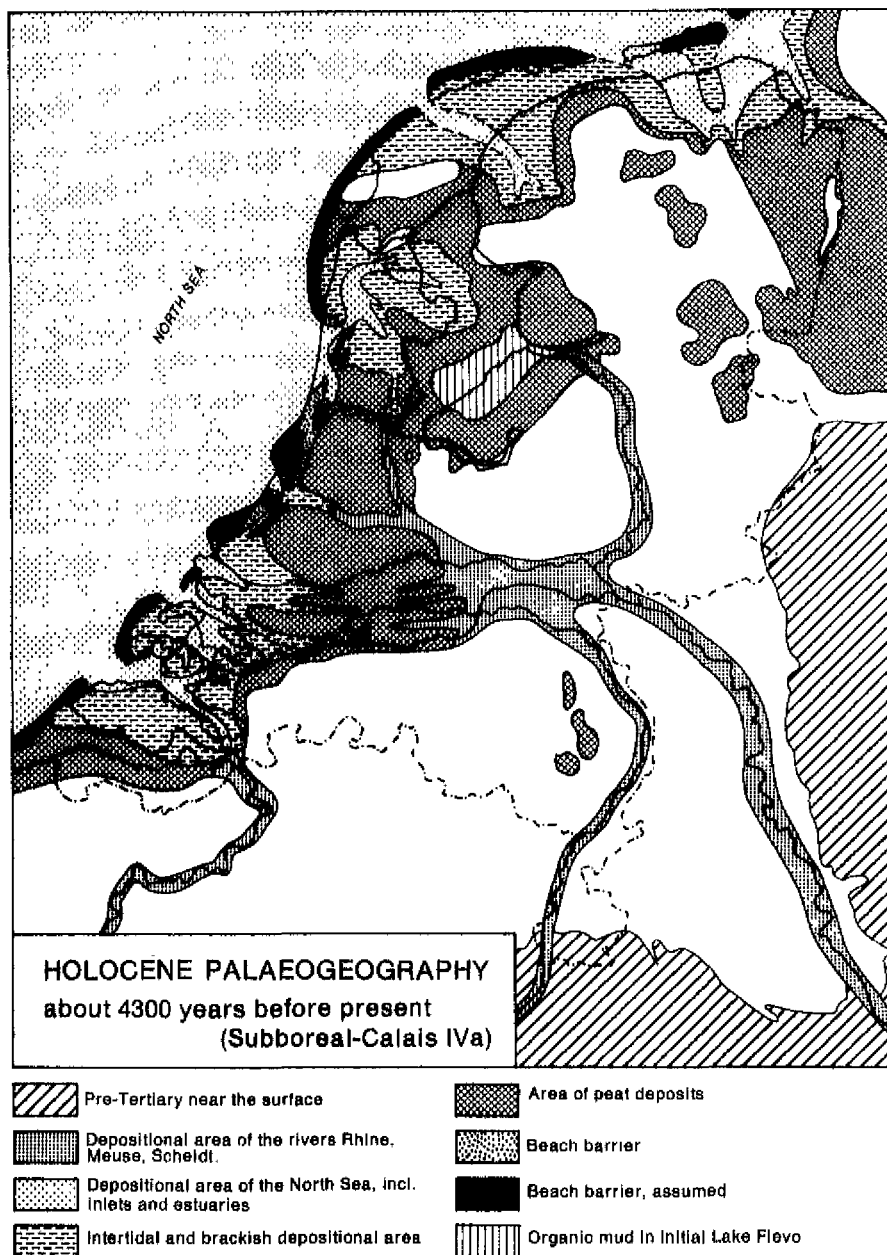 NORTH SEA
HOLOCENE PALAEOGEOGRAPHY
about 4300 years before present
(Subboreal-Calais IVa)
Pre-Tertiary near the surface
Depositional area of the rivers Rhine,
Meuse, Scheldt.
Depositional area of the North Sea, incl.
inlets and estuaries
Intertidal and brackish depositional area
Area of peat deposits
Beach barrier
Beach barrier, assumed
Organic mud in initial Lake Flevo